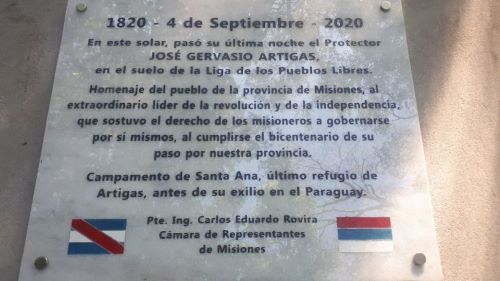 1820 - 4 de Septiembre - 2020
En este solar, pasó su última noche el Protector
JOSÉ GERVASIO ARTIGAS,
en el suelo de la Liga de los Pueblos Libres.
Homenaje del pueblo de la provincia de Misiones, al
extraordinario líder de la revolución y de la independencia,
que sostuvo el derecho de los misioneros a gobernarse
por sí mismos, al cumplirse el bicentenario de su
paso por nuestra provincia.
Campamento de Santa Ana, último refugio de
Artigas, antes de su exilio en el Paraguay.
Pte. Ing. Carlos Eduardo Rovira
Cámara de Representantes
de Misiones